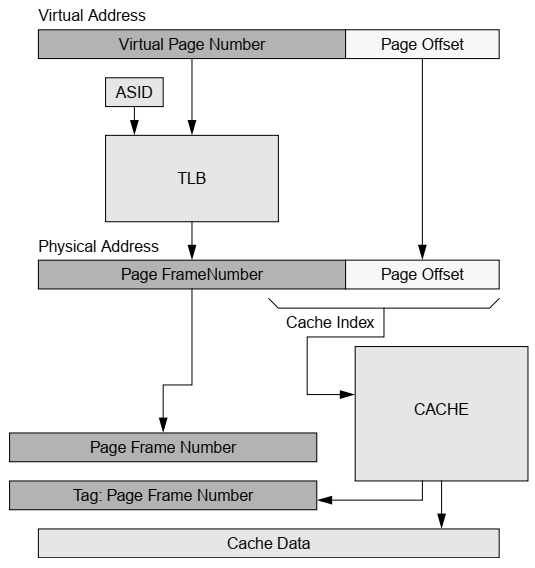 Virtual Address
Virtual Page Number
Page Offset
ASID
TLB
Physical Address
Page FrameNumber
Page Offset
Cache Index
CACHE
Page Frame Number
Tag: Page Frame Number
Cache Data